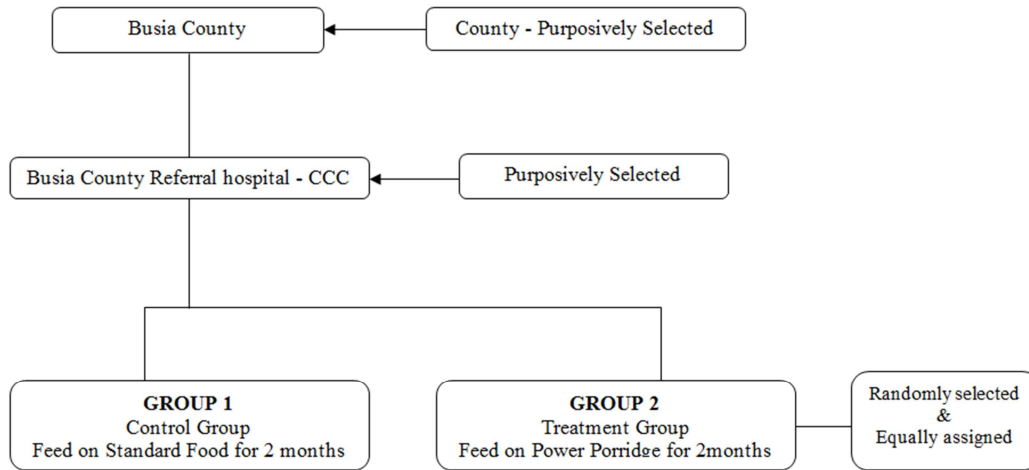 Busia County
County - Purposively Selected
Busia County Referral hospital - CCC
Purposively Selected
GROUP 1
Control Group
Feed on Standard Food for 2 months
GROUP 2
Treatment Group
Feed on Power Porridge for 2months
Randomly selected
&
Equally assigned